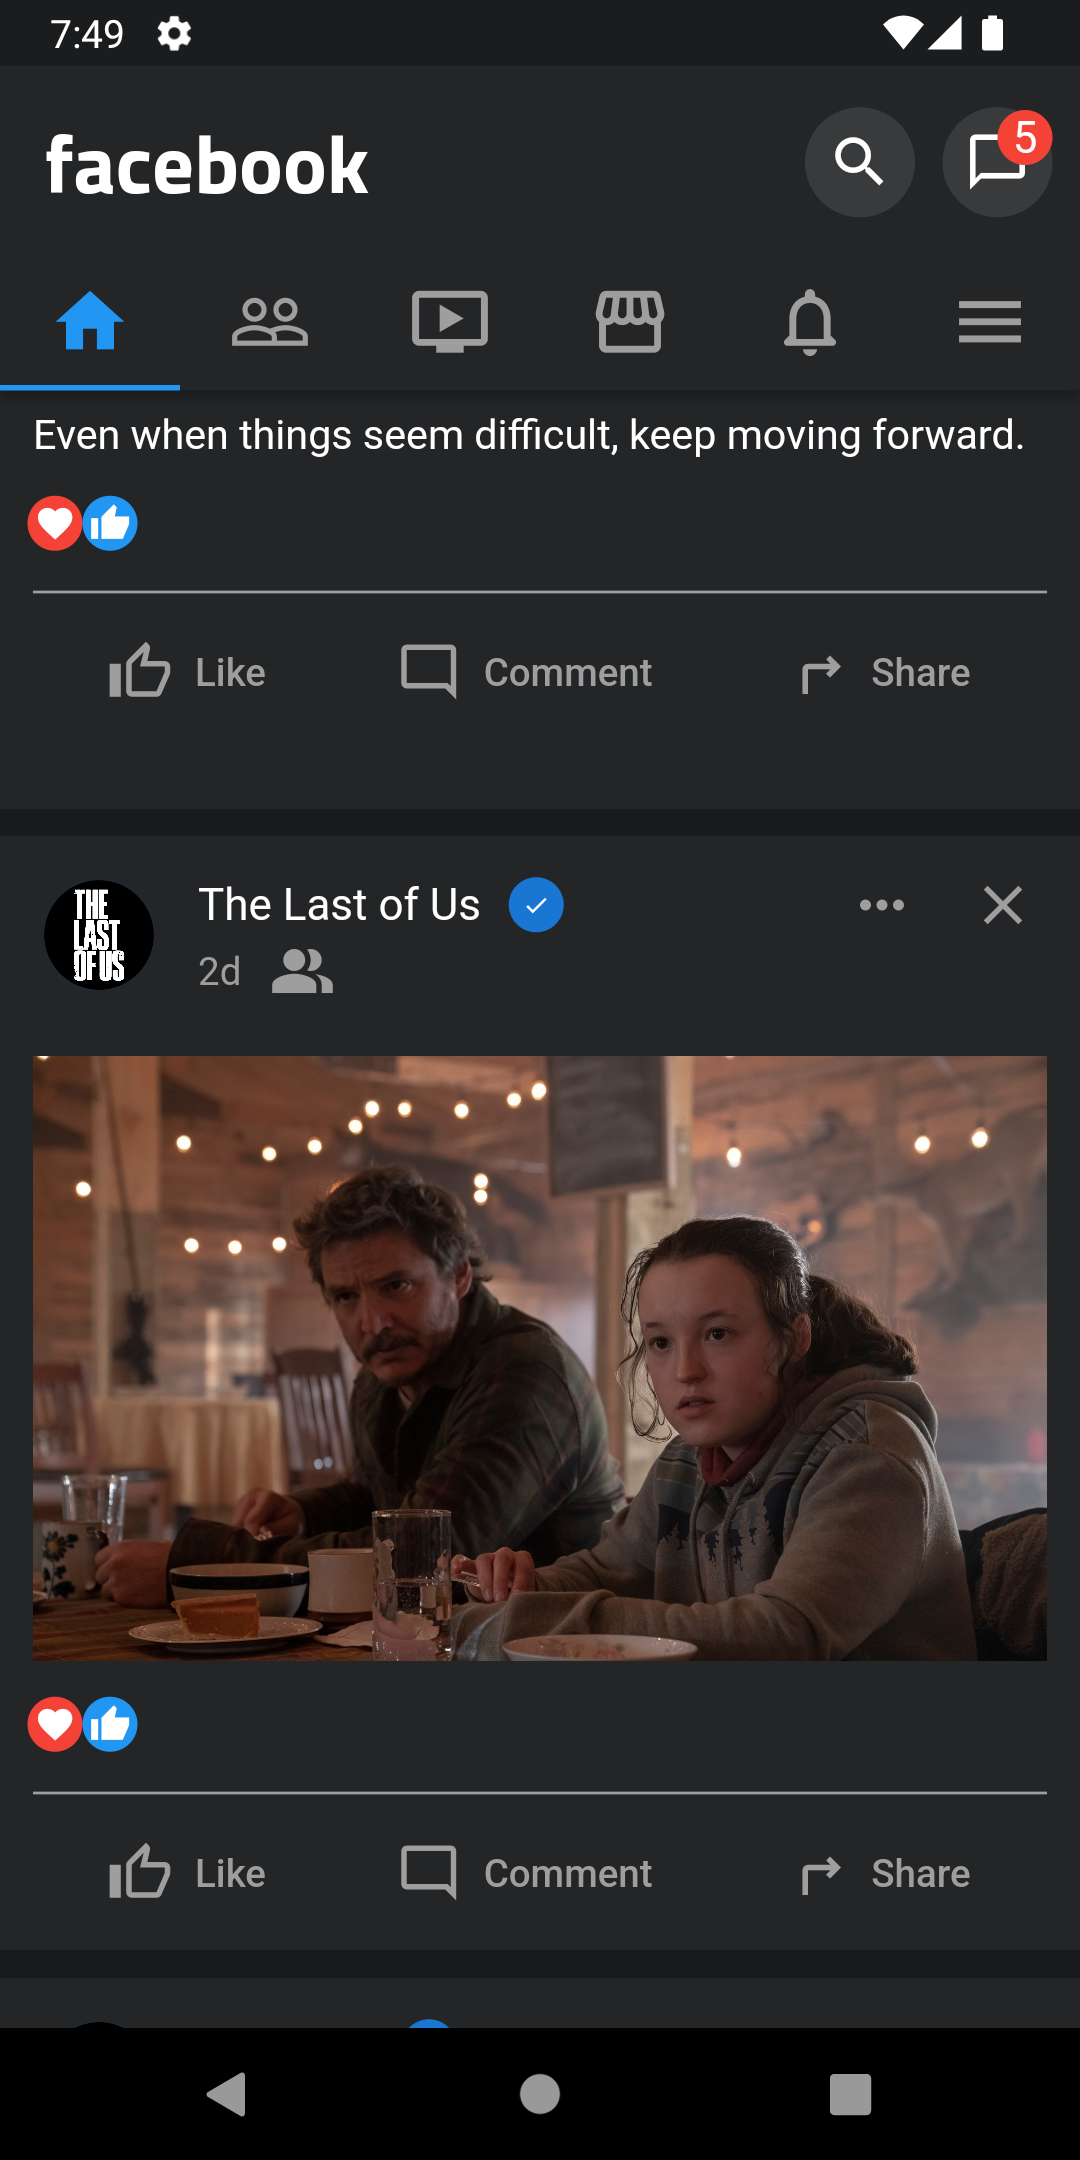 7:49
facebook
5
Even when things seem difficult, keep moving forward.
Like Comment Share
THE
LAST
OF US
The Last of Us
2d
Like Comment Share